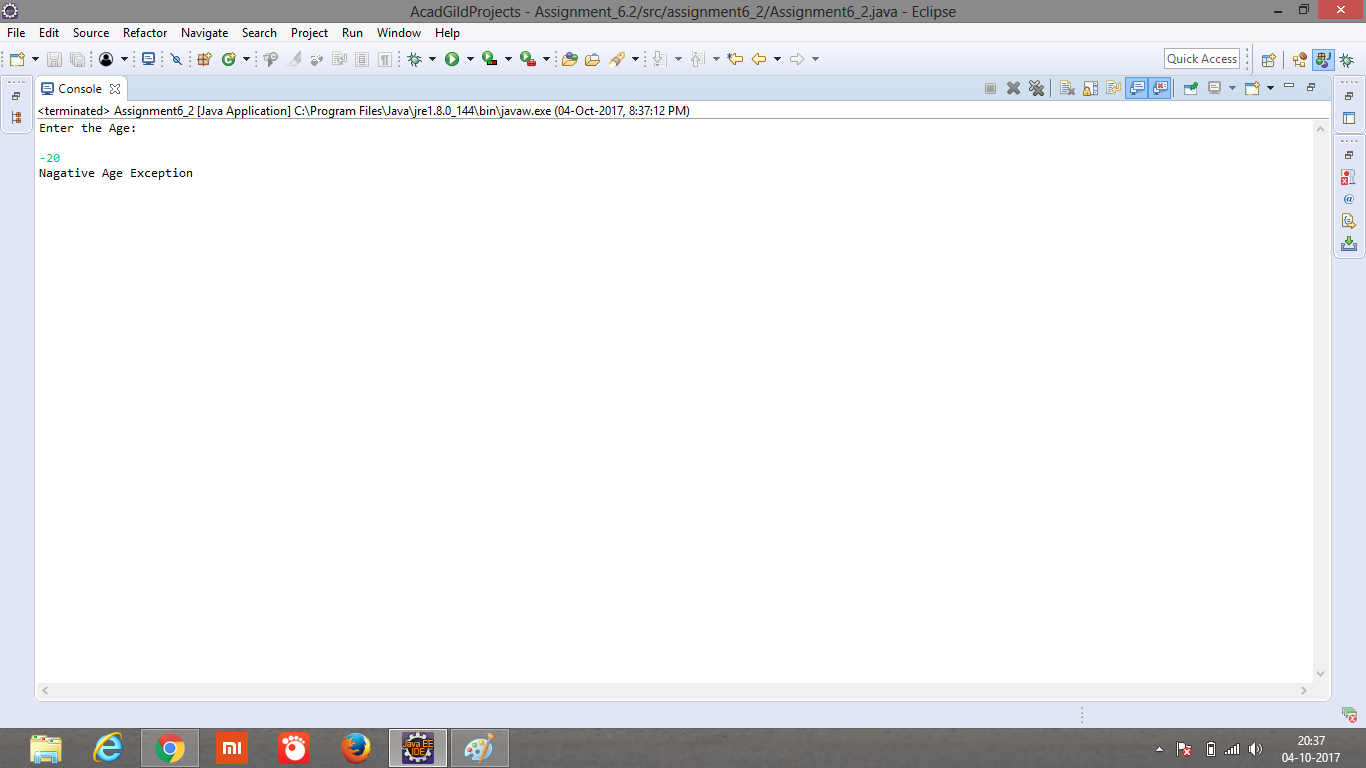 AcadGildProjects - Assignment_6.2/src/assignment6_2/Assignment6_2.java - Eclipse
File Edit Source Refactor Navigate Search Project Run Window Help
Quick Access
Console
<terminated> Assignment6_2 [Java Application] C:\Program Files\Java\jre1.8.0_144\bin\javaw.exe (04-Oct-2017, 8:37:12 PM)
Enter the Age:
-20
Nagative Age Exception
mi
Java EE
IDE
20:37
04-10-2017